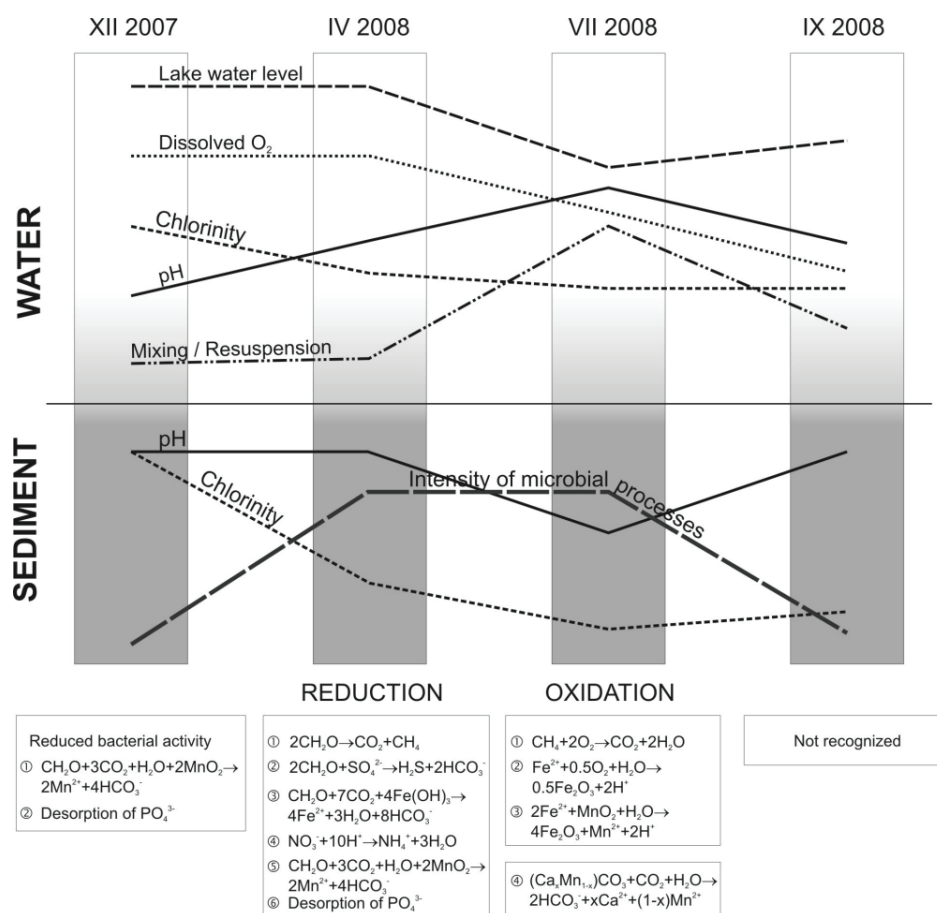 XII 2007
IV 2008
VII 2008
IX 2008
WATER
Lake water level
Dissolved O₂
Chlorinity
pH
Mixing / Resuspension
SEDIMENT
pH
Chlorinity
Intensity of microbial processes
REDUCTION
OXIDATION
Reduced bacterial activity
① CH₂O+3CO₂+H₂O+2MnO₂→
2Mn²⁺+4HCO₃⁻
② Desorption of PO₄³⁻
① 2CH₂O→CO₂+CH₄
② 2CH₂O+SO₄²⁻→H₂S+2HCO₃⁻
③ CH₂O+7CO₂+4Fe(OH)₃→
4Fe²⁺+3H₂O+8HCO₃⁻
④ NO₃⁻+10H⁺→NH₄⁺+3H₂O
⑤ CH₂O+3CO₂+H₂O+2MnO₂→
2Mn²⁺+4HCO₃⁻
⑥ Desorption of PO₄³⁻
① CH₄+2O₂→CO₂+2H₂O
② Fe²⁺+0.5O₂+H₂O→
0.5Fe₂O₃+2H⁺
③ 2Fe²⁺+MnO₂+H₂O→
4Fe₂O₃+Mn²⁺+2H⁺
④ (CaₓMn₁₋ₓ)CO₃+CO₂+H₂O→
2HCO₃⁻+xCa²⁺+(1-x)Mn²⁺
Not recognized